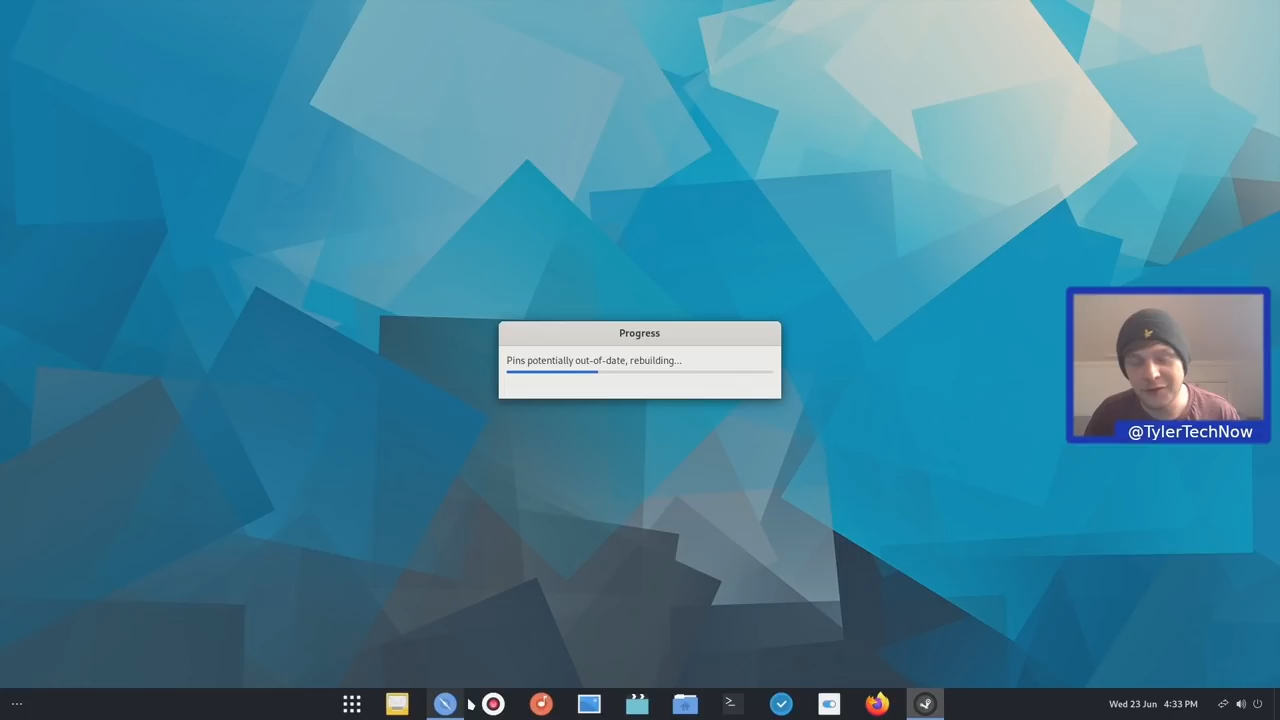 Progress
Pins potentially out-of-date, rebuilding...
@TylerTechNow
Wed 23 Jun 4:33 PM